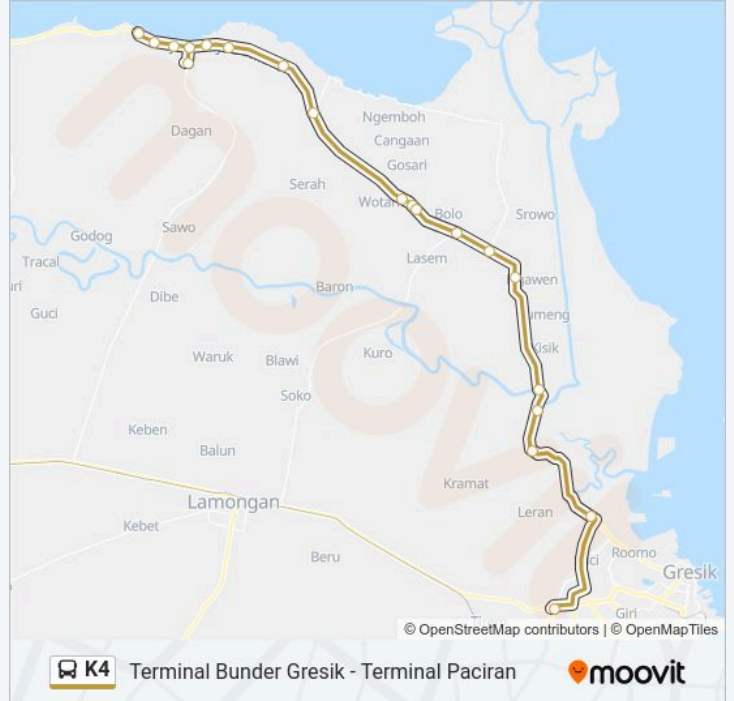 Ngemboh
Cangaan
Dagan
Gosari
Serah
Wotan
Bolo
Srowo
Sawo
Godog
Lasem
Tracal
Baron
Dibe
Guci
Waruk
Blawi
Kuro
Kisik
Soko
Keben
Balun
Kramat
Lamongan
Leran
Kebet
Beru
Roomo
Gresik
Giri
moovit
© OpenStreetMap contributors | © OpenMapTiles
K4 Terminal Bunder Gresik - Terminal Paciran moovit